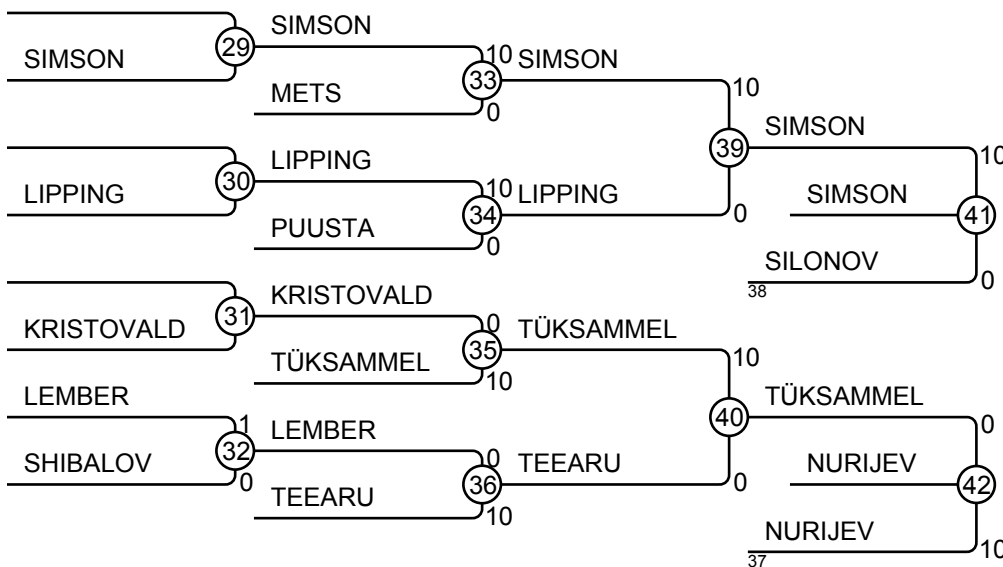 SIMSON
29
SIMSON
10
33
SIMSON
METS
0
10
39
SIMSON
10
LIPPING
30
LIPPING
10
34
LIPPING
PUUSTA
0
0
SIMSON
41
SILONOV
38
0
KRISTOVALD
31
KRISTOVALD
0
35
TÜKSAMMEL
TÜKSAMMEL
10
10
40
TÜKSAMMEL
0
LEMBER
1
32
LEMBER
SHIBALOV
0
0
36
TEEARU
TEEARU
10
0
NURIJEV
42
NURIJEV
37
10